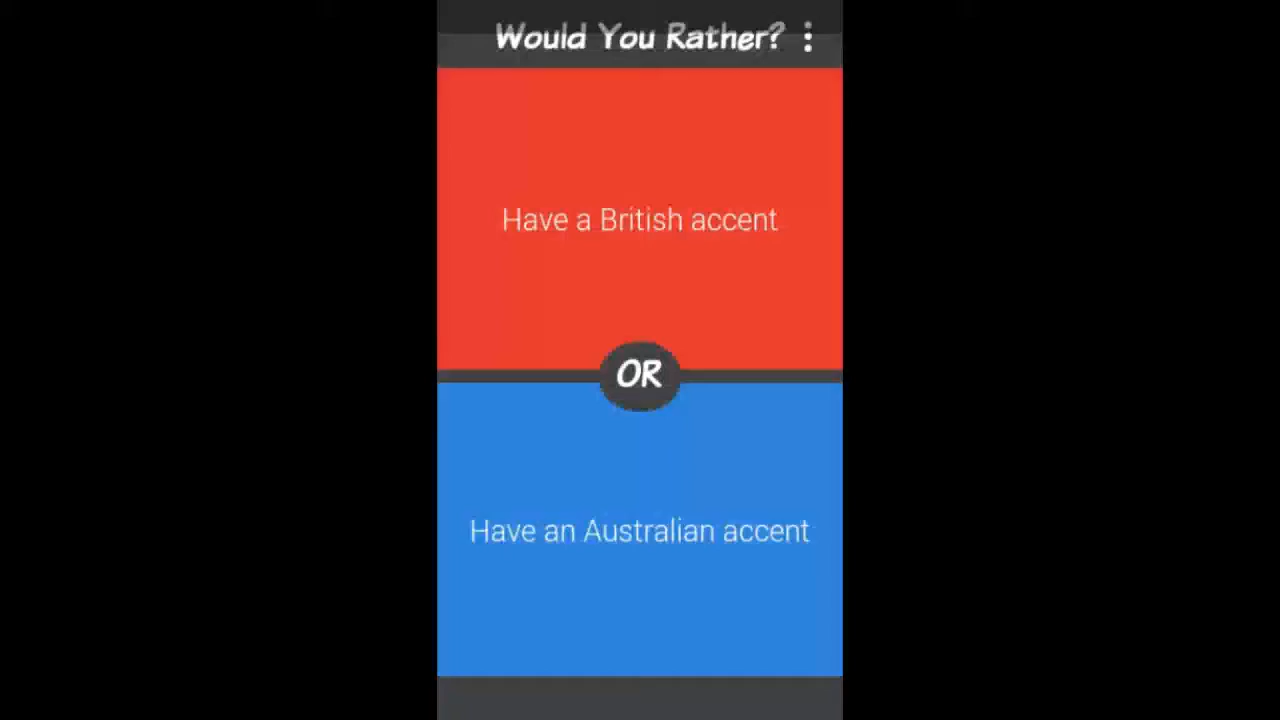 Would You Rather?
Have a British accent
OR
Have an Australian accent